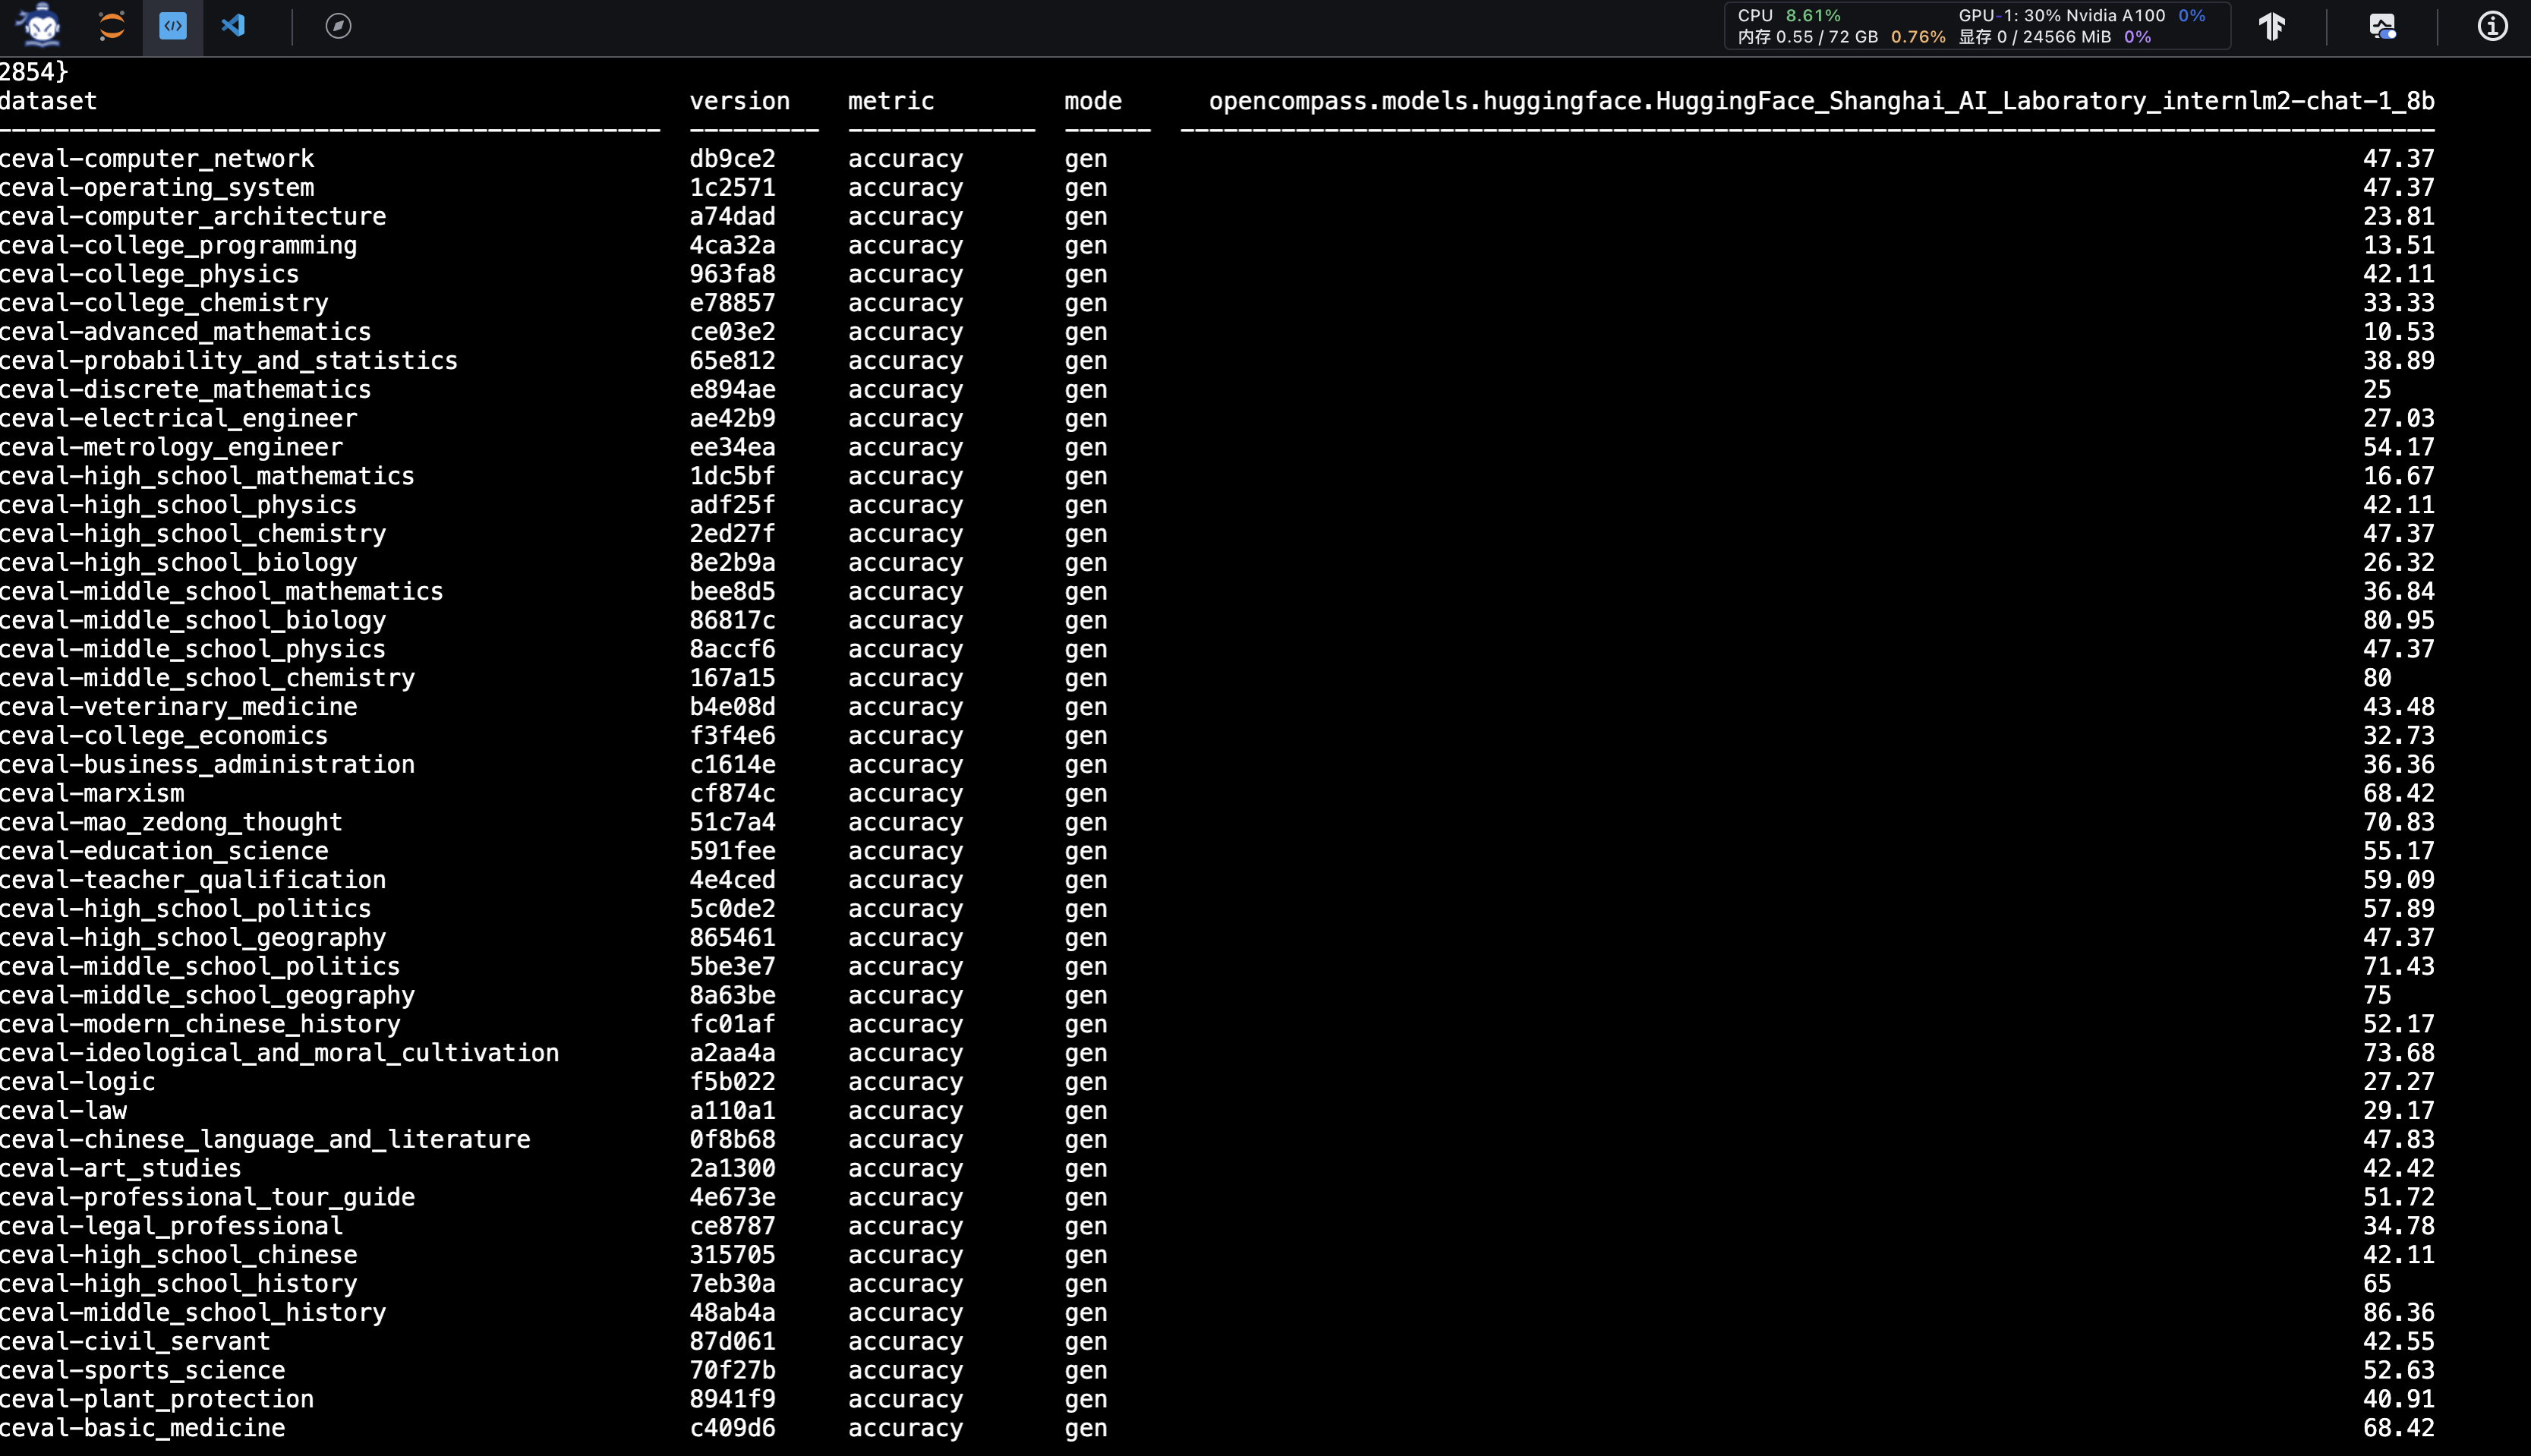 CPU 8.61% GPU-1: 30% Nvidia A100 0%
内存 0.55 / 72 GB 0.76% 显存 0 / 24566 MiB 0%
2854}
dataset version metric mode opencompass.models.huggingface.HuggingFace_Shanghai_AI_Laboratory_internlm2-chat-1_8b
ceval-computer_network db9ce2 accuracy gen 47.37
ceval-operating_system 1c2571 accuracy gen 47.37
ceval-computer_architecture a74dad accuracy gen 23.81
ceval-college_programming 4ca32a accuracy gen 13.51
ceval-college_physics 963fa8 accuracy gen 42.11
ceval-college_chemistry e78857 accuracy gen 33.33
ceval-advanced_mathematics ce03e2 accuracy gen 10.53
ceval-probability_and_statistics 65e812 accuracy gen 38.89
ceval-discrete_mathematics e894ae accuracy gen 25
ceval-electrical_engineer ae42b9 accuracy gen 27.03
ceval-metrology_engineer ee34ea accuracy gen 54.17
ceval-high_school_mathematics 1dc5bf accuracy gen 16.67
ceval-high_school_physics adf25f accuracy gen 42.11
ceval-high_school_chemistry 2ed27f accuracy gen 47.37
ceval-high_school_biology 8e2b9a accuracy gen 26.32
ceval-middle_school_mathematics bee8d5 accuracy gen 36.84
ceval-middle_school_biology 86817c accuracy gen 80.95
ceval-middle_school_physics 8accf6 accuracy gen 47.37
ceval-middle_school_chemistry 167a15 accuracy gen 80
ceval-veterinary_medicine b4e08d accuracy gen 43.48
ceval-college_economics f3f4e6 accuracy gen 32.73
ceval-business_administration c1614e accuracy gen 36.36
ceval-marxism cf874c accuracy gen 68.42
ceval-mao_zedong_thought 51c7a4 accuracy gen 70.83
ceval-education_science 591fee accuracy gen 55.17
ceval-teacher_qualification 4e4ced accuracy gen 59.09
ceval-high_school_politics 5c0de2 accuracy gen 57.89
ceval-high_school_geography 865461 accuracy gen 47.37
ceval-middle_school_politics 5be3e7 accuracy gen 71.43
ceval-middle_school_geography 8a63be accuracy gen 75
ceval-modern_chinese_history fc01af accuracy gen 52.17
ceval-ideological_and_moral_cultivation a2aa4a accuracy gen 73.68
ceval-logic f5b022 accuracy gen 27.27
ceval-law a110a1 accuracy gen 29.17
ceval-chinese_language_and_literature 0f8b68 accuracy gen 47.83
ceval-art_studies 2a1300 accuracy gen 42.42
ceval-professional_tour_guide 4e673e accuracy gen 51.72
ceval-legal_professional ce8787 accuracy gen 34.78
ceval-high_school_chinese 315705 accuracy gen 42.11
ceval-high_school_history 7eb30a accuracy gen 65
ceval-middle_school_history 48ab4a accuracy gen 86.36
ceval-civil_servant 87d061 accuracy gen 42.55
ceval-sports_science 70f27b accuracy gen 52.63
ceval-plant_protection 8941f9 accuracy gen 40.91
ceval-basic_medicine c409d6 accuracy gen 68.42